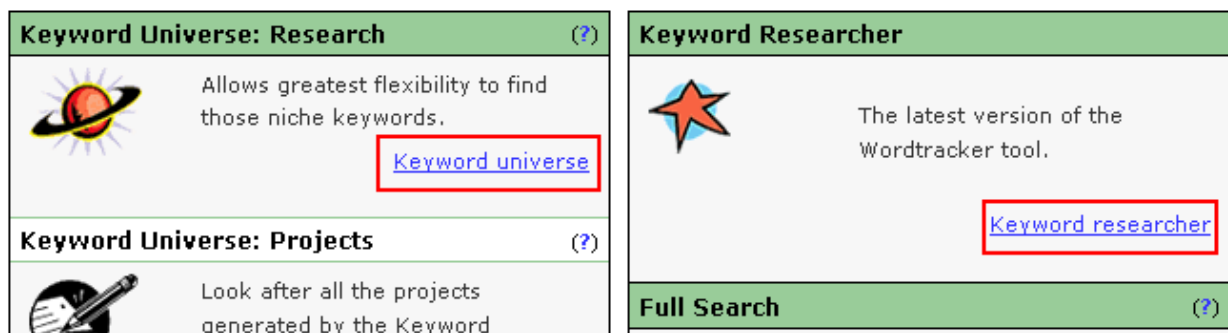 Keyword Universe: Research (?)
Allows greatest flexibility to find
those niche keywords.
Keyword universe
Keyword Universe: Projects (?)
Look after all the projects
generated by the Keyword
Keyword Researcher
The latest version of the
Wordtracker tool.
Keyword researcher
Full Search (?)